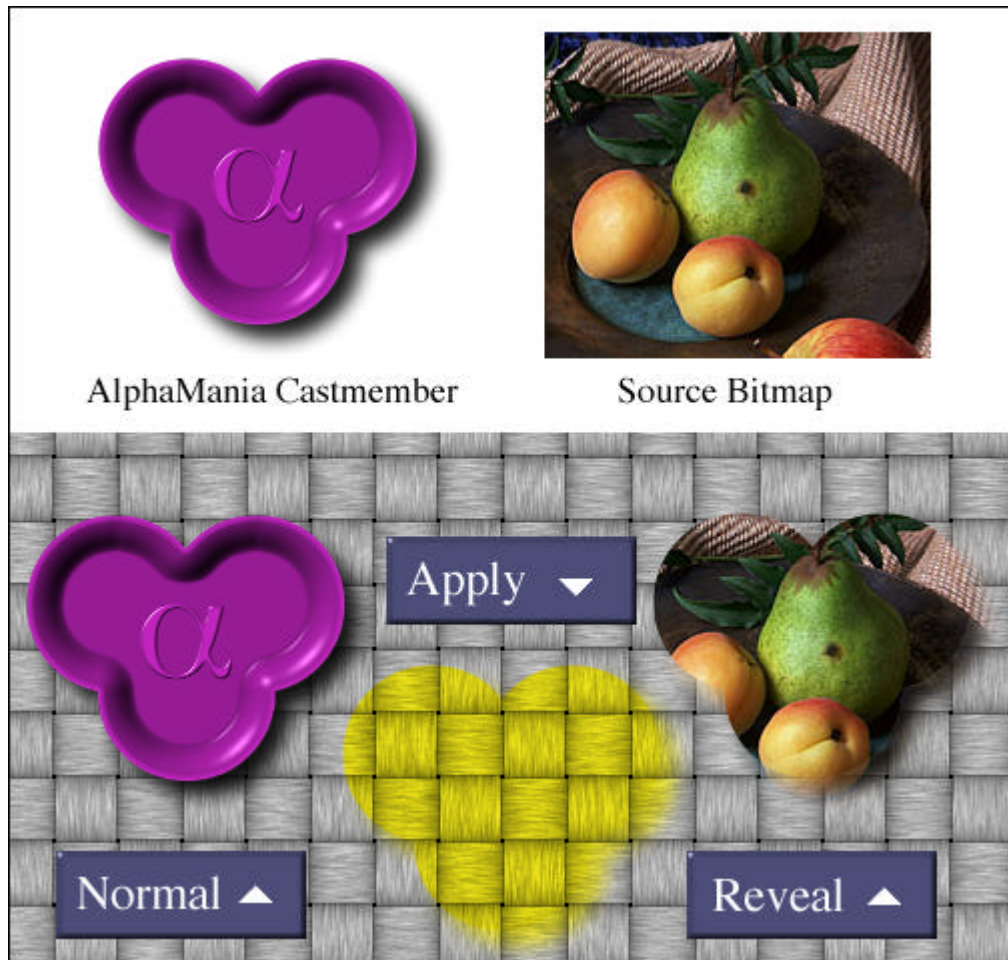 α
AlphaMania Castmember
Source Bitmap
Apply
α
Normal
Reveal